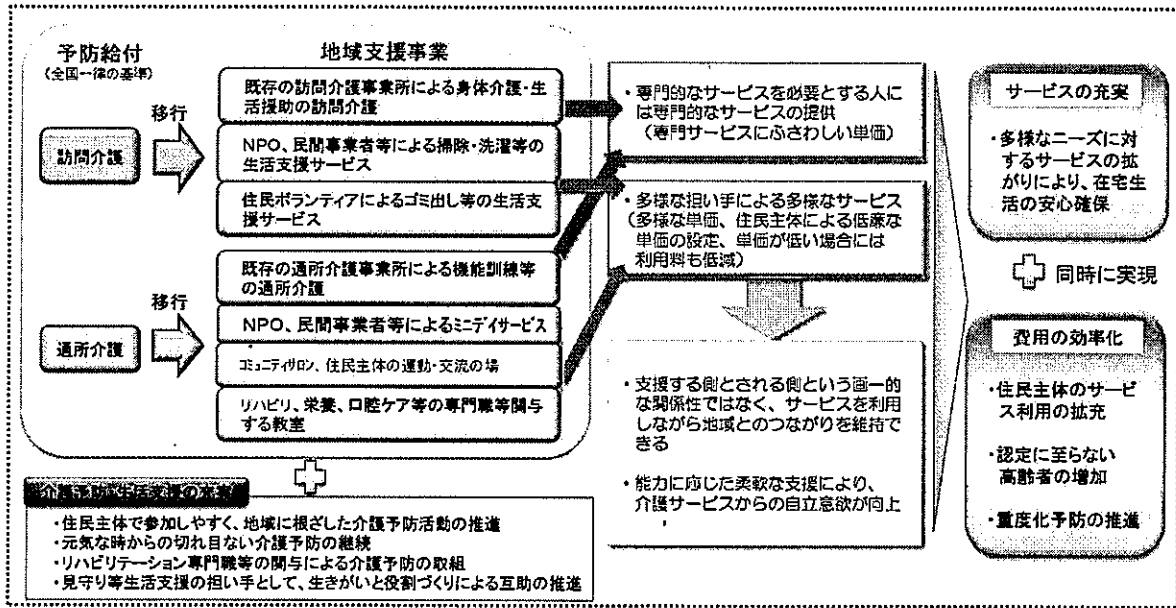 予防給付
(全国一律の基準)
地域支援事業
移行
訪問介護
既存の訪問介護事業所による身体介護・生
活援助の訪問介護
NPO、民間事業者等による掃除・洗濯等の
生活支援サービス
住民ボランティアによるゴミ出し等の生活支
援サービス
移行
通所介護
既存の通所介護事業所による機能訓練等
の通所介護
NPO、民間事業者等によるミニデイサービス
コミュニティサロン、住民主体の運動・交流の場
リハビリ、栄養、口腔ケア等の専門職等関与
する教室
介護予防・生活支援の充実
・住民主体で参加しやすく、地域に根ざした介護予防活動の推進
・元気な時からの切れ目ない介護予防の継続
・リハビリテーション専門職等の関与による介護予防の取組
・見守り等生活支援の担い手として、生きがいと役割づくりによる互助の推進
・専門的なサービスを必要とする人に
は専門的なサービスの提供
(専門サービスにふさわしい単価)
・多様な担い手による多様なサービス
(多様な単価、住民主体による低廉な
単価の設定、単価が低い場合には
利用料も低減)
・支援する側とされる側という画一的
な関係性ではなく、サービスを利用
しながら地域とのつながりを維持で
きる
・能力に応じた柔軟な支援により、
介護サービスからの自立意欲が向上
サービスの充実
・多様なニーズに対
するサービスの拡
がりにより、在宅生
活の安心確保
同時に実現
費用の効率化
・住民主体のサービ
ス利用の拡充
・認定に至らない
高齢者の増加
・重度化予防の推進